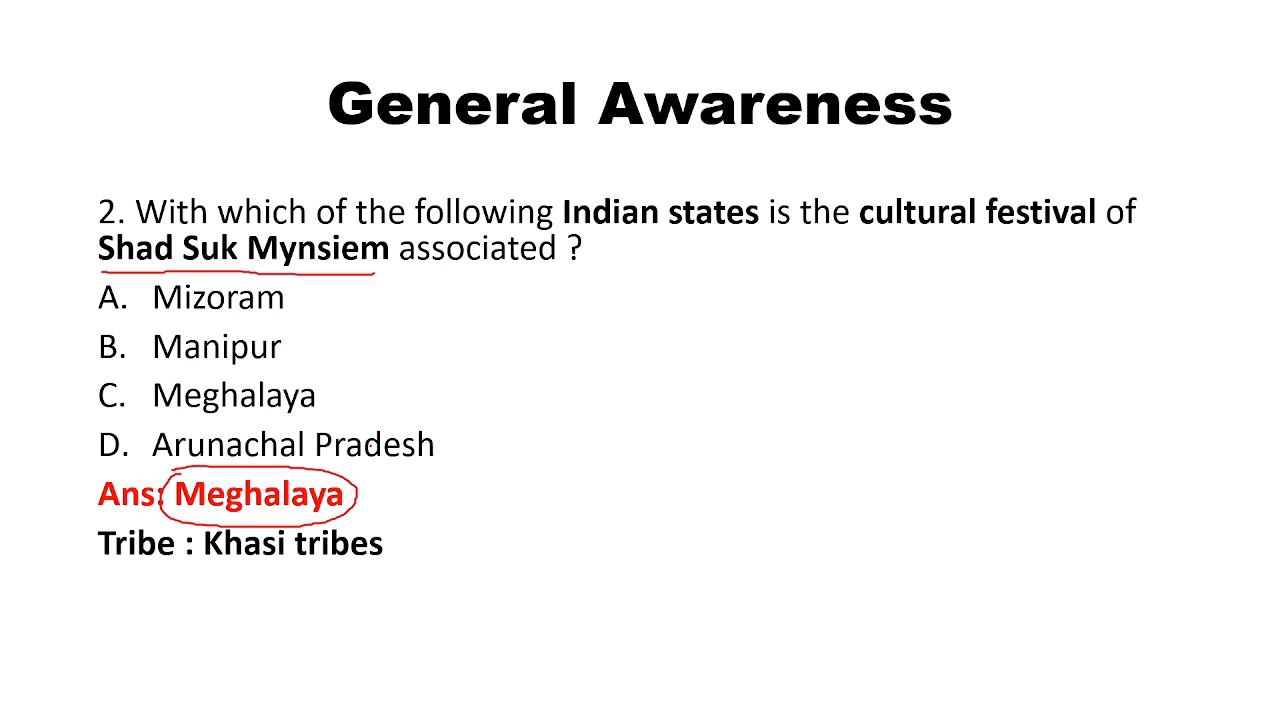 General Awareness
2. With which of the following Indian states is the cultural festival of
Shad Suk Mynsiem associated ?
A. Mizoram
B. Manipur
C. Meghalaya
D. Arunachal Pradesh
Ans: Meghalaya
Tribe : Khasi tribes